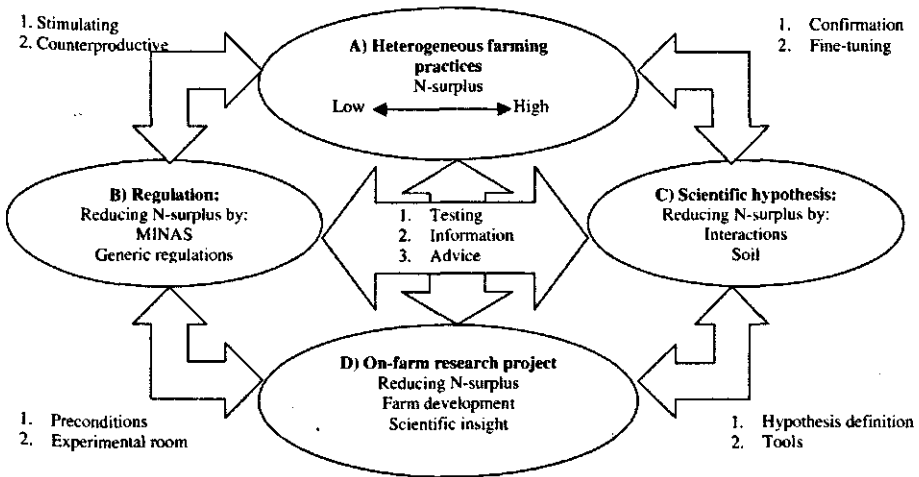 1. Stimulating
2. Counterproductive
A) Heterogeneous farming
practices
N-surplus
Low High
1. Confirmation
2. Fine-tuning
B) Regulation:
Reducing N-surplus by:
MINAS
Generic regulations
1. Testing
2. Information
3. Advice
C) Scientific hypothesis:
Reducing N-surplus by:
Interactions
Soil
D) On-farm research project
Reducing N-surplus
Farm development
Scientific insight
1. Preconditions
2. Experimental room
1. Hypothesis definition
2. Tools